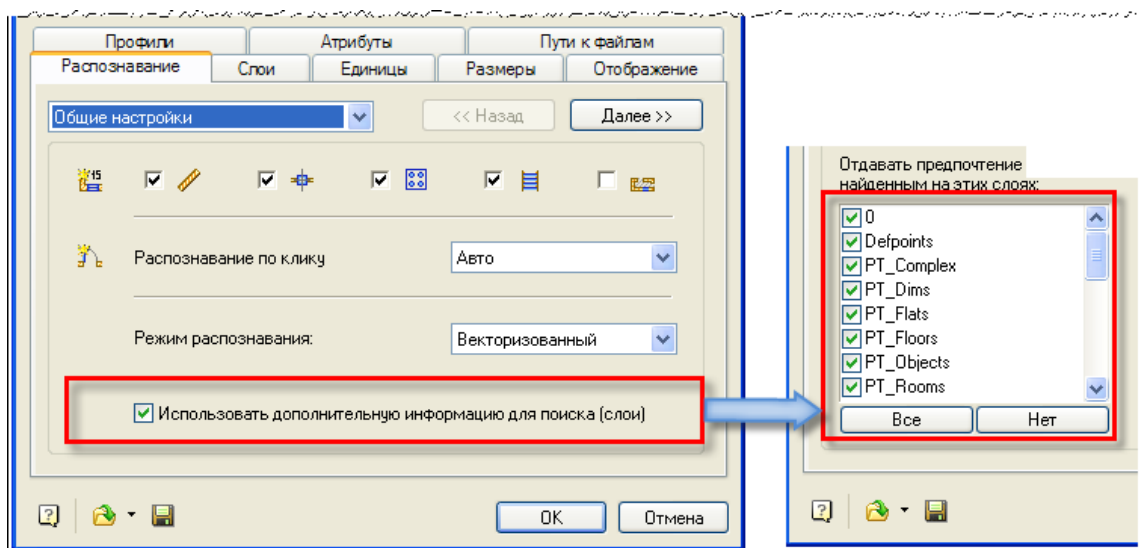 Профили Атрибуты Пути к файлам
Распознавание Слои Единицы Размеры Отображение
Общие настройки << Назад Далее >>
15
Распознавание по клику Авто
Режим распознавания: Векторизованный
Использовать дополнительную информацию для поиска (слои)
OK Отмена
Отдавать предпочтение
найденным на этих слоях:
0
Defpoints
PT_Complex
PT_Dims
PT_Flats
PT_Floors
PT_Objects
PT_Rooms
Все Нет